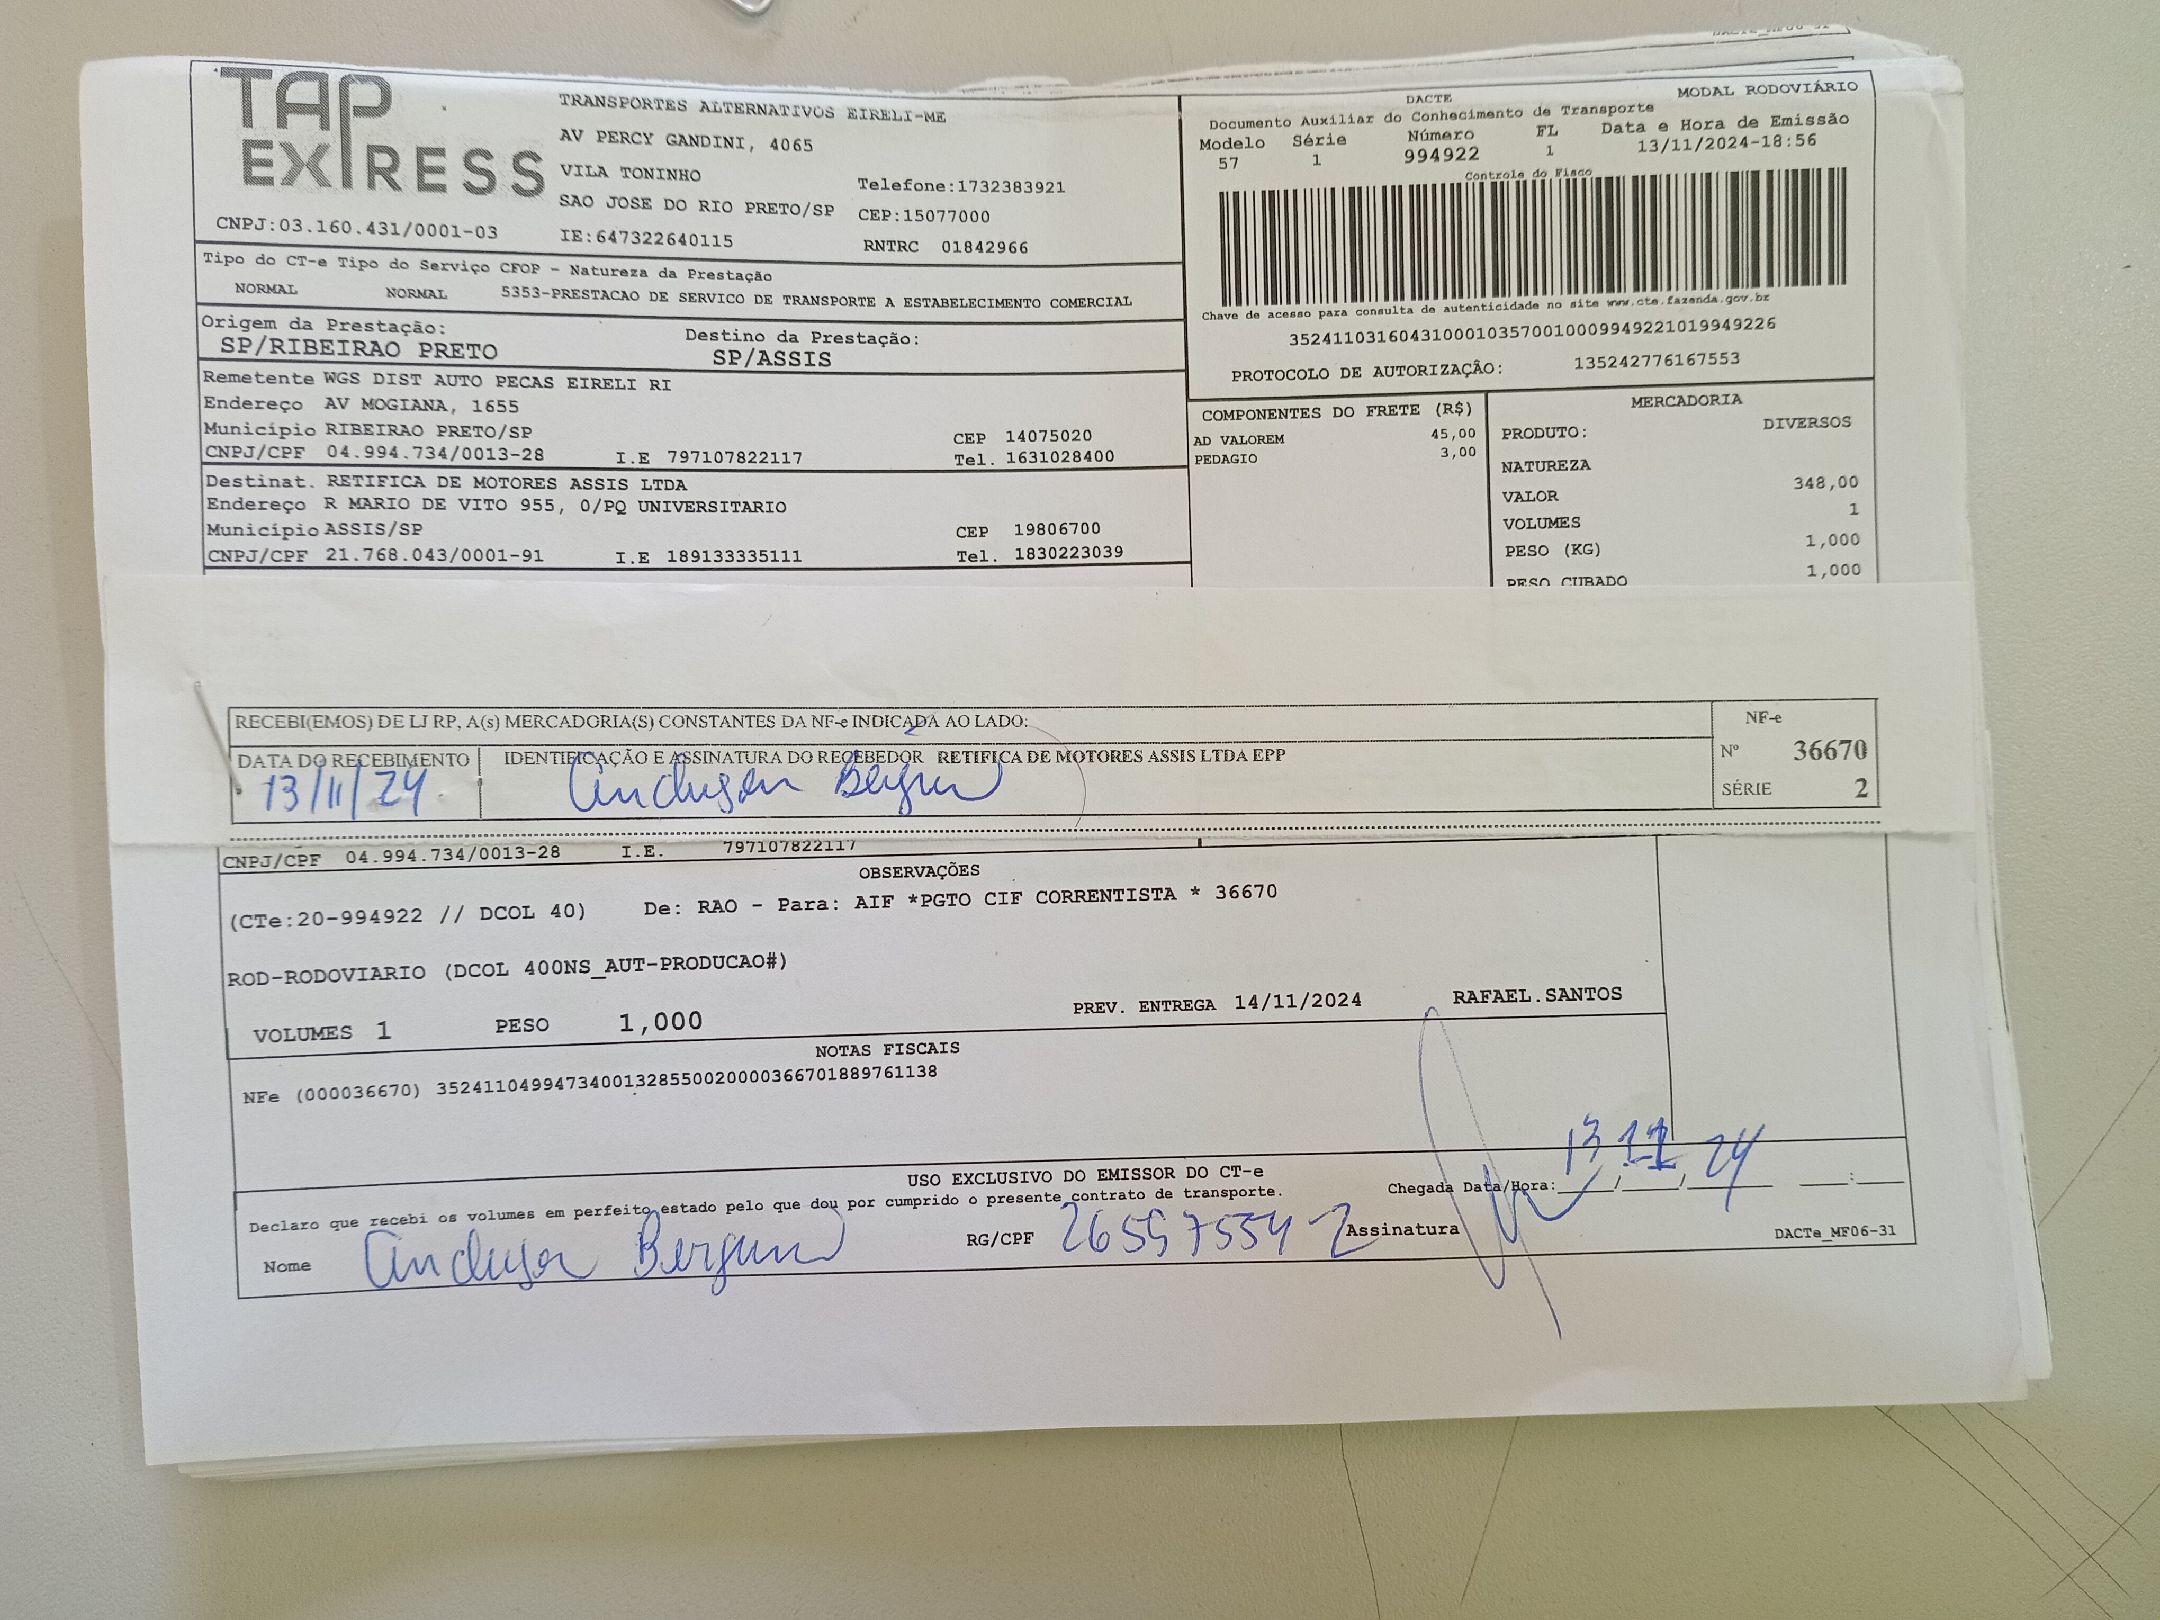 TAP EXPRESS
CNPJ:03.160.431/0001-03
TRANSPORTES ALTERNATIVOS EIRELI-ME
AV PERCY GANDINI, 4065
VILA TONINHO
SAO JOSE DO RIO PRETO/SP
IE:647322640115
Telefone:1732383921
CEP:15077000
RNTRC 01842966
DACTE
MODAL RODOVIÁRIO
Documento Auxiliar do Conhecimento de Transporte
Modelo Série Número FL Data e Hora de Emissão
57 1 994922 1 13/11/2024-18:56
Controle do Fisco
Chave de acesso para consulta de autenticidade no site www.cte.fazenda.gov.br
35241103160431000103570010009949221019949226
PROTOCOLO DE AUTORIZAÇÃO: 135242776167553
Tipo do CT-e Tipo do Serviço CFOP - Natureza da Prestação
NORMAL NORMAL 5353-PRESTACAO DE SERVICO DE TRANSPORTE A ESTABELECIMENTO COMERCIAL
Origem da Prestação: Destino da Prestação:
SP/RIBEIRAO PRETO SP/ASSIS
Remetente WGS DIST AUTO PECAS EIRELI RI
Endereço AV MOGIANA, 1655
Município RIBEIRAO PRETO/SP CEP 14075020
CNPJ/CPF 04.994.734/0013-28 I.E 797107822117 Tel. 1631028400
Destinat. RETIFICA DE MOTORES ASSIS LTDA
Endereço R MARIO DE VITO 955, 0/PQ UNIVERSITARIO
Município ASSIS/SP CEP 19806700
CNPJ/CPF 21.768.043/0001-91 I.E 189133335111 Tel. 1830223039
COMPONENTES DO FRETE (R$)
AD VALOREM 45,00
PEDAGIO 3,00
MERCADORIA
PRODUTO: DIVERSOS
NATUREZA
VALOR 348,00
VOLUMES 1
PESO (KG) 1,000
PESO CUBADO 1,000
RECEBI(EMOS) DE LJ RP, A(s) MERCADORIA(S) CONSTANTES DA NF-e INDICADA AO LADO:
DATA DO RECEBIMENTO IDENTIFICAÇÃO E ASSINATURA DO RECEBEDOR RETIFICA DE MOTORES ASSIS LTDA EPP
13/11/24
NF-e
Nº 36670
SÉRIE 2
CNPJ/CPF 04.994.734/0013-28 I.E. 797107822117
OBSERVAÇÕES
(CTe:20-994922 // DCOL 40) De: RAO - Para: AIF *PGTO CIF CORRENTISTA * 36670
ROD-RODOVIARIO (DCOL 400NS_AUT-PRODUCAO#)
VOLUMES 1 PESO 1,000 PREV. ENTREGA 14/11/2024 RAFAEL.SANTOS
NOTAS FISCAIS
NFe (000036670) 35241104994734001328550020000366701889761138
USO EXCLUSIVO DO EMISSOR DO CT-e
Declaro que recebi os volumes em perfeito estado pelo que dou por cumprido o presente contrato de transporte.
Chegada Data/Hora: 13/11/24 :
Nome RG/CPF Assinatura
DACTe_MF06-31